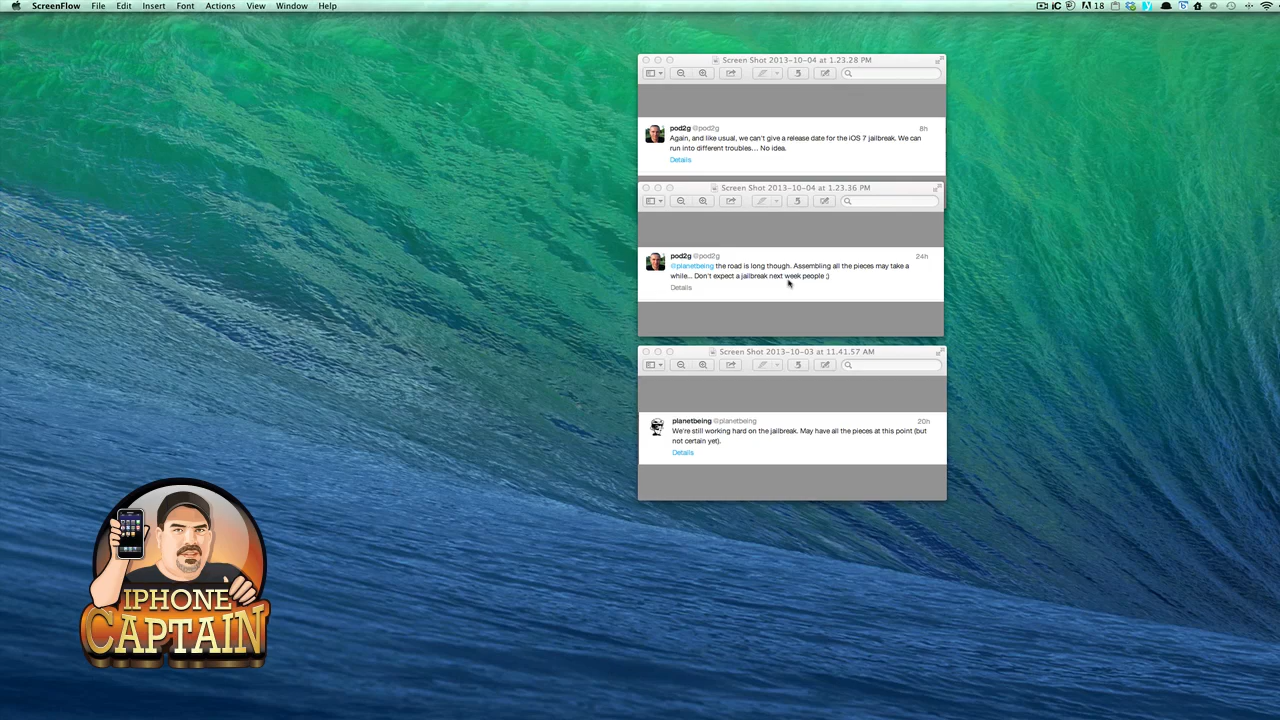 ScreenFlow File Edit Insert Font Actions View Window Help
18
Screen Shot 2013-10-04 at 1.23.28 PM
pod2g @pod2g 8h
Again, and like usual, we can't give a release date for the iOS 7 jailbreak. We can
run into different troubles... No idea.
Details
Screen Shot 2013-10-04 at 1.23.36 PM
pod2g @pod2g 24h
@planetbeing the road is long though. Assembling all the pieces may take a
while... Don't expect a jailbreak next week people ;)
Details
Screen Shot 2013-10-03 at 11.41.57 AM
planetbeing @planetbeing 20h
We're still working hard on the jailbreak. May have all the pieces at this point (but
not certain yet).
Details
IPHONE
CAPTAIN